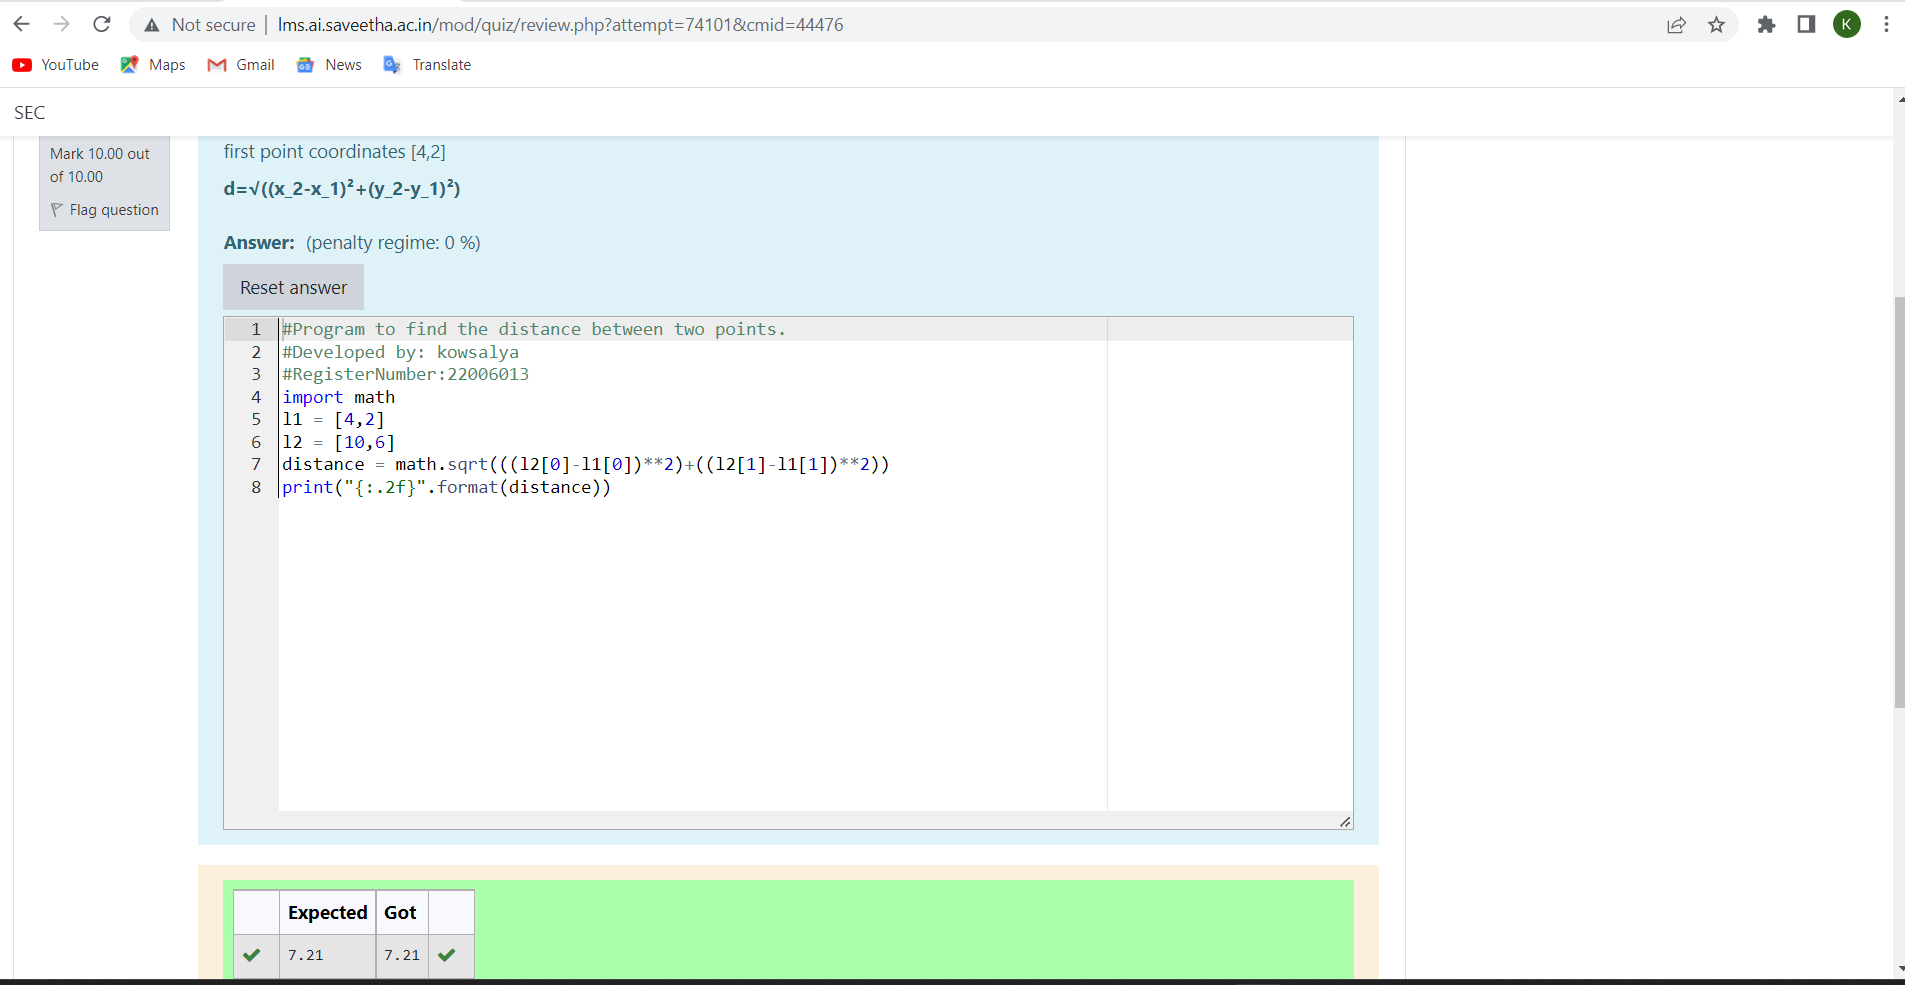 Not secure | lms.ai.saveetha.ac.in/mod/quiz/review.php?attempt=74101&cmid=44476
K
YouTube Maps Gmail News Translate
SEC
Mark 10.00 out
of 10.00
Flag question
first point coordinates [4,2]
d=√((x_2-x_1)²+(y_2-y_1)²)
Answer: (penalty regime: 0 %)
Reset answer
1 #Program to find the distance between two points.
2 #Developed by: kowsalya
3 #RegisterNumber:22006013
4 import math
5 l1 = [4,2]
6 l2 = [10,6]
7 distance = math.sqrt(((l2[0]-l1[0])**2)+((l2[1]-l1[1])**2))
8 print("{:.2f}".format(distance))
Expected Got
7.21 7.21